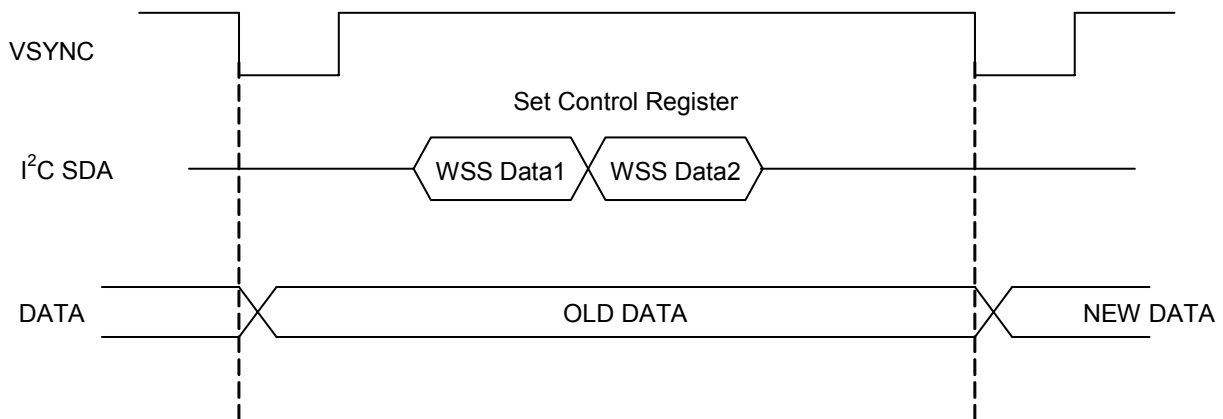 VSYNC
Set Control Register
I²C SDA
WSS Data1
WSS Data2
DATA
OLD DATA
NEW DATA